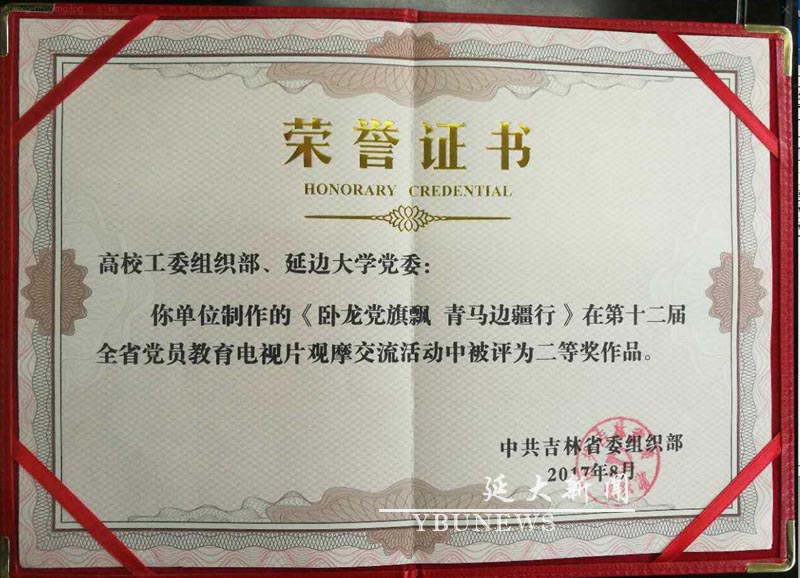 荣誉证书
HONORARY CREDENTIAL
高校工委组织部、延边大学党委：
你单位制作的《卧龙党旗飘 青马边疆行》在第十二届
全省党员教育电视片观摩交流活动中被评为二等奖作品。
中共吉林省委组织部
2017年8月
延大新闻
YBUNEWS